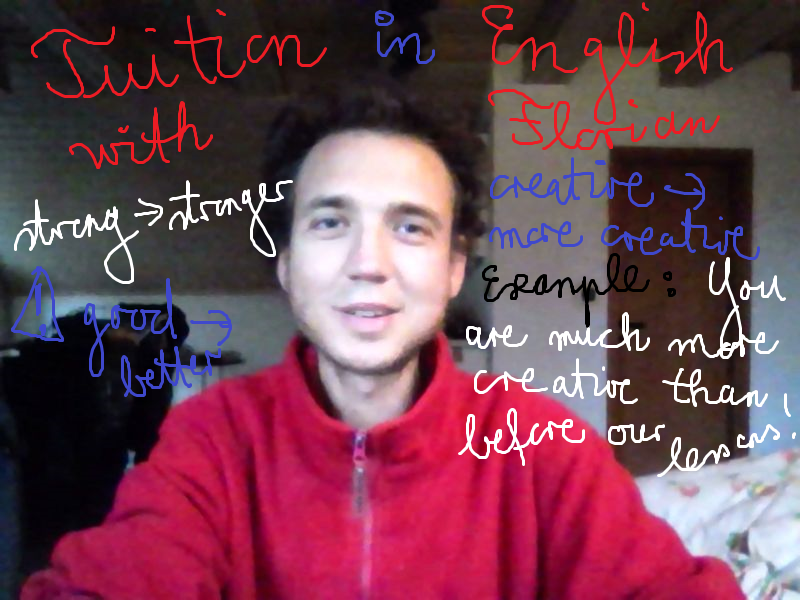 Tuition in English
with Florian
strong → stronger
⚠ good →
better
creative →
more creative
Example: You
are much more
creative than
before our lessons!